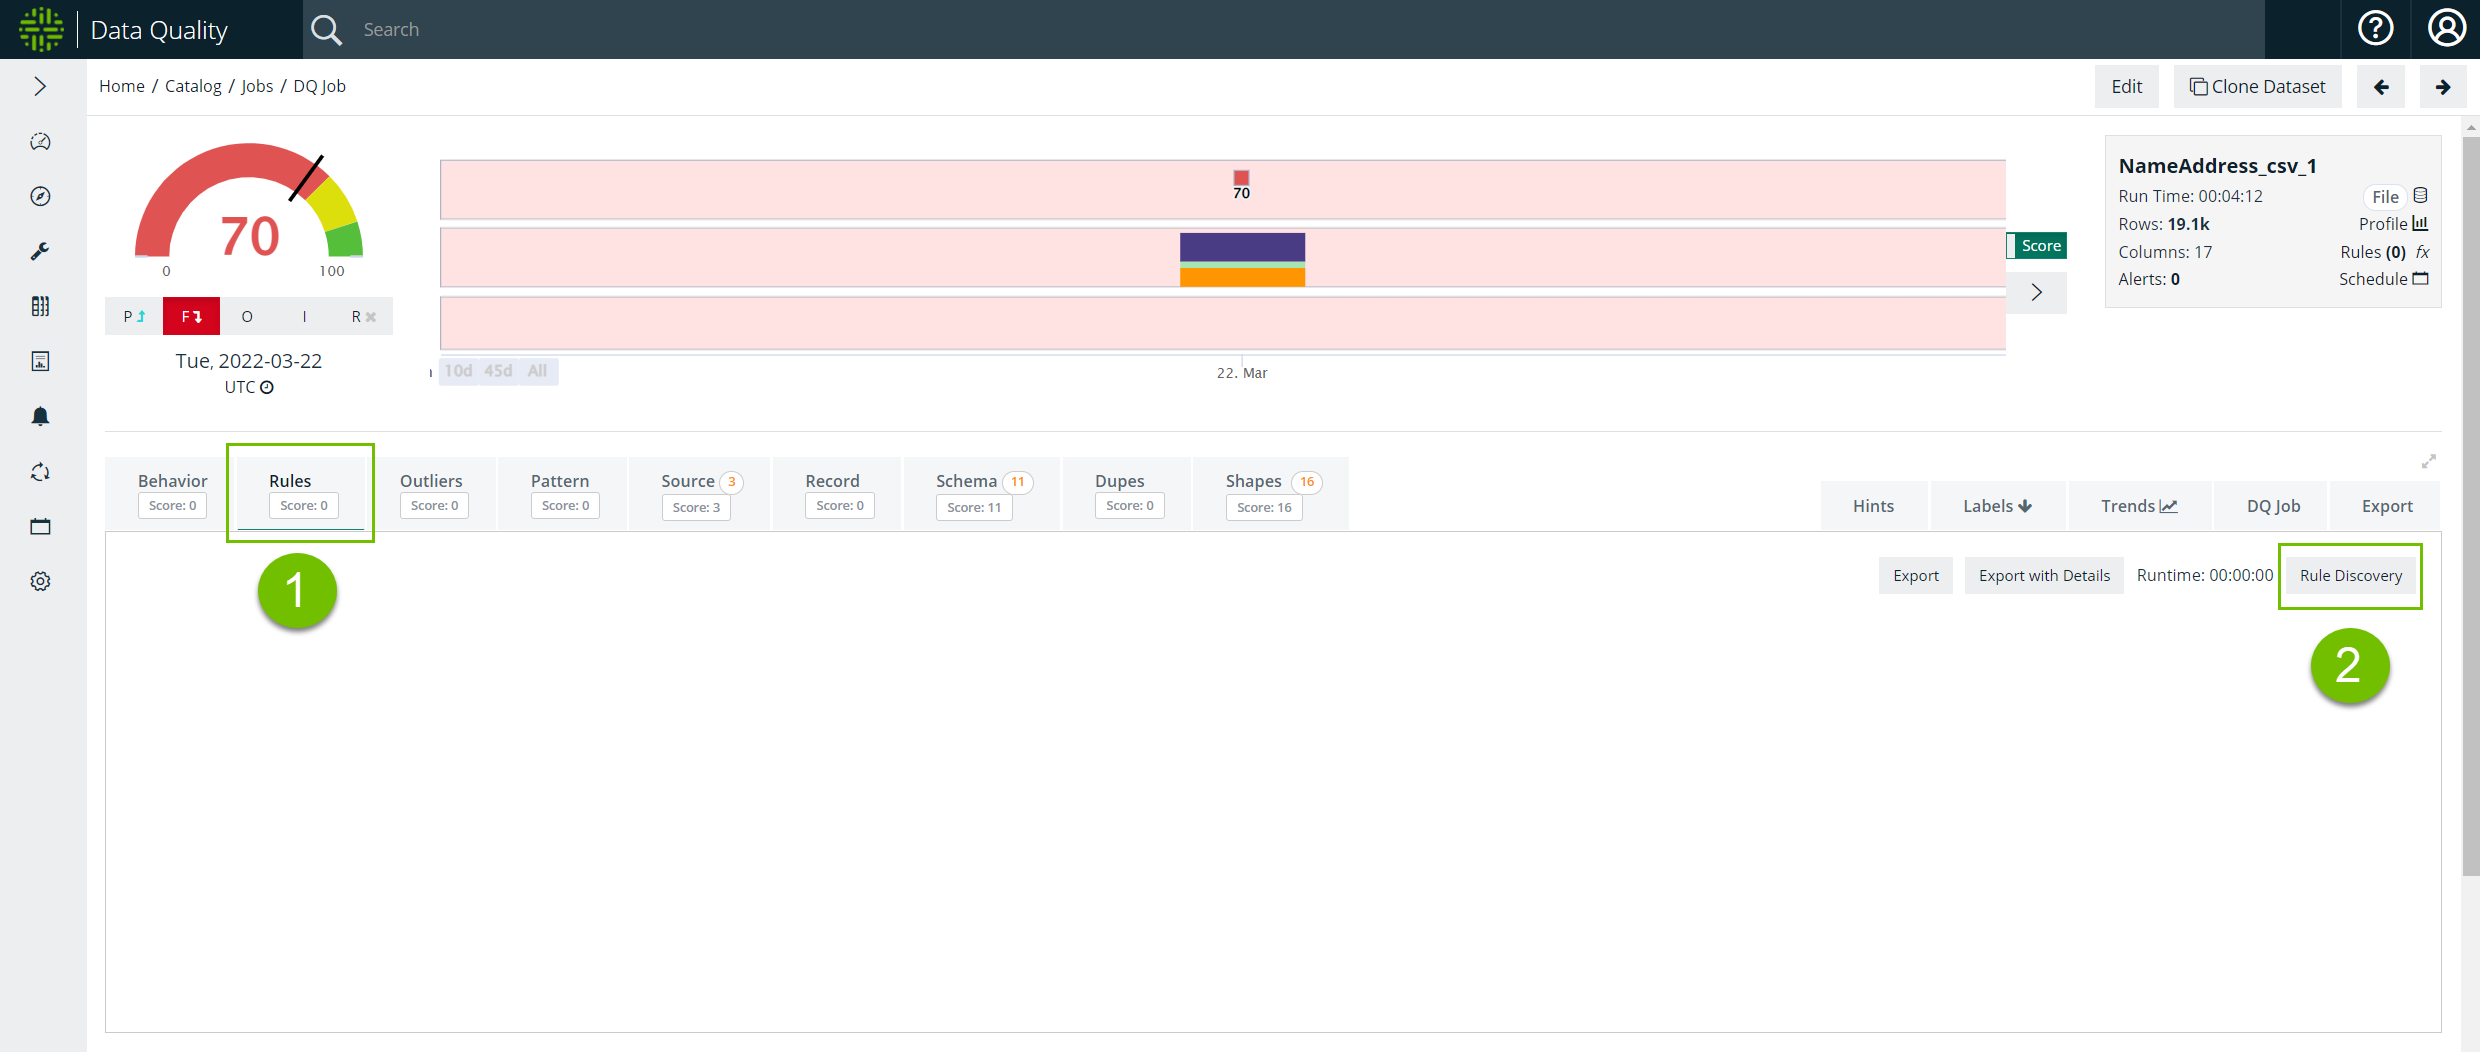 Data Quality
Search
Home / Catalog / Jobs / DQ Job
Edit
Clone Dataset
70
0
100
P
F
O
I
R
Tue, 2022-03-22
UTC
70
10d
45d
All
22. Mar
Score
NameAddress_csv_1
Run Time: 00:04:12
File
Rows: 19.1k
Profile
Columns: 17
Rules (0) fx
Alerts: 0
Schedule
Behavior
Score: 0
Rules
Score: 0
Outliers
Score: 0
Pattern
Score: 0
Source 3
Score: 3
Record
Score: 0
Schema 11
Score: 11
Dupes
Score: 0
Shapes 16
Score: 16
Hints
Labels
Trends
DQ Job
Export
Export
Export with Details
Runtime: 00:00:00
Rule Discovery
1
2